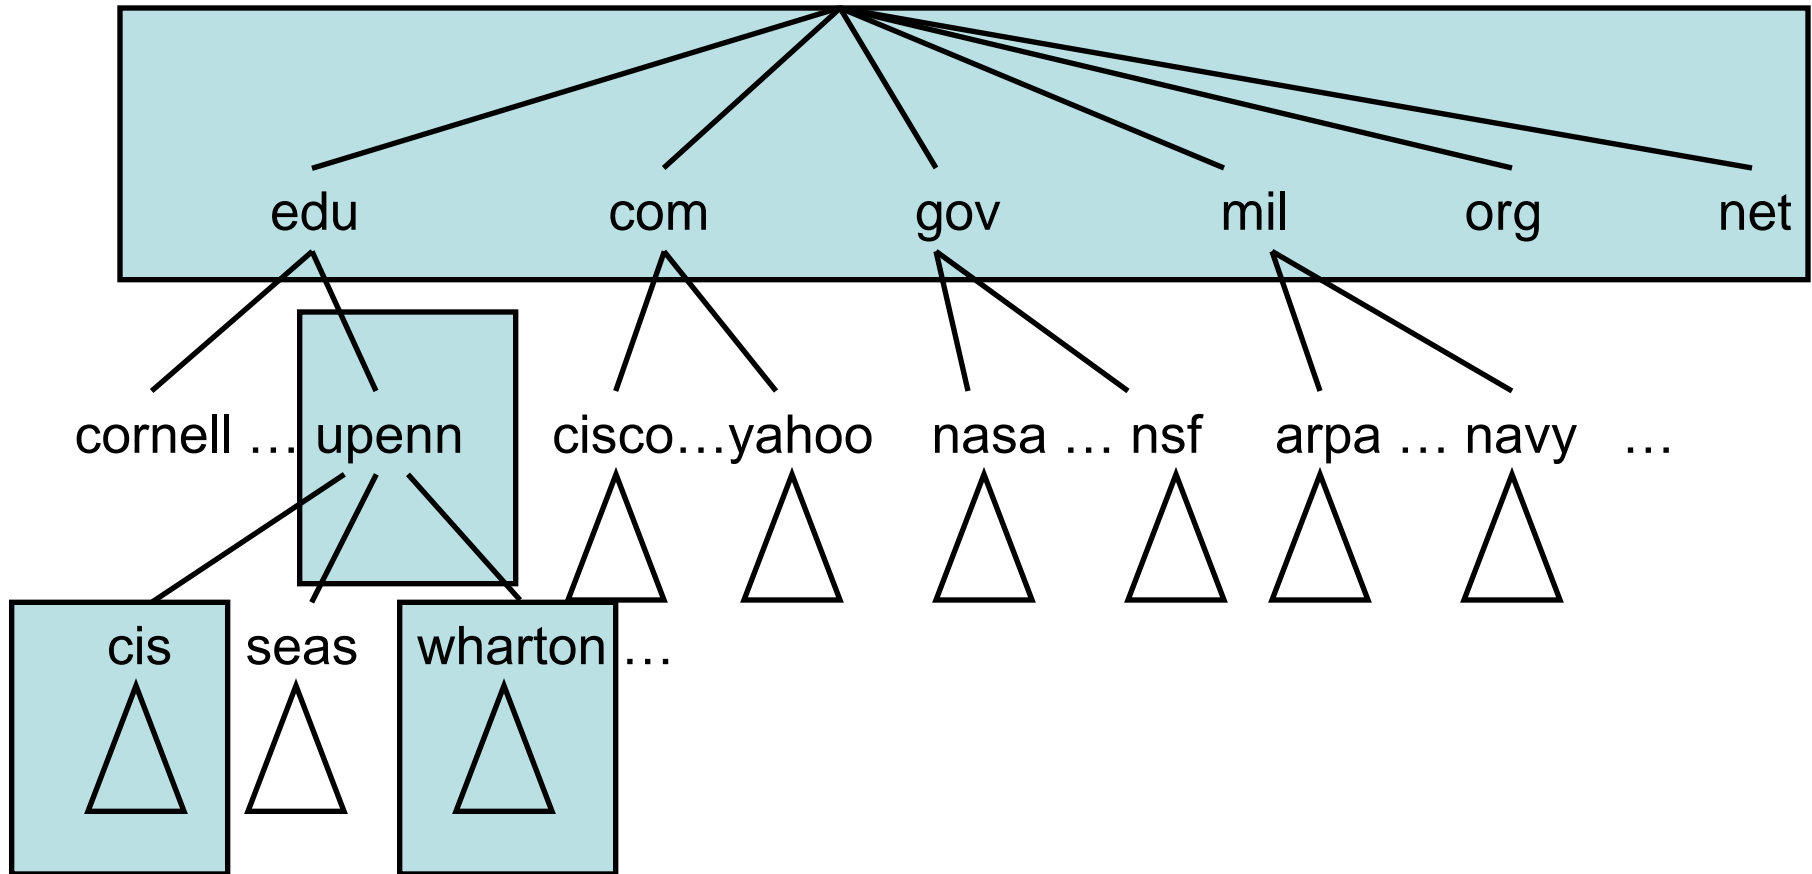 edu com gov mil org net
cornell … upenn cisco…yahoo nasa … nsf arpa … navy …
cis seas wharton …